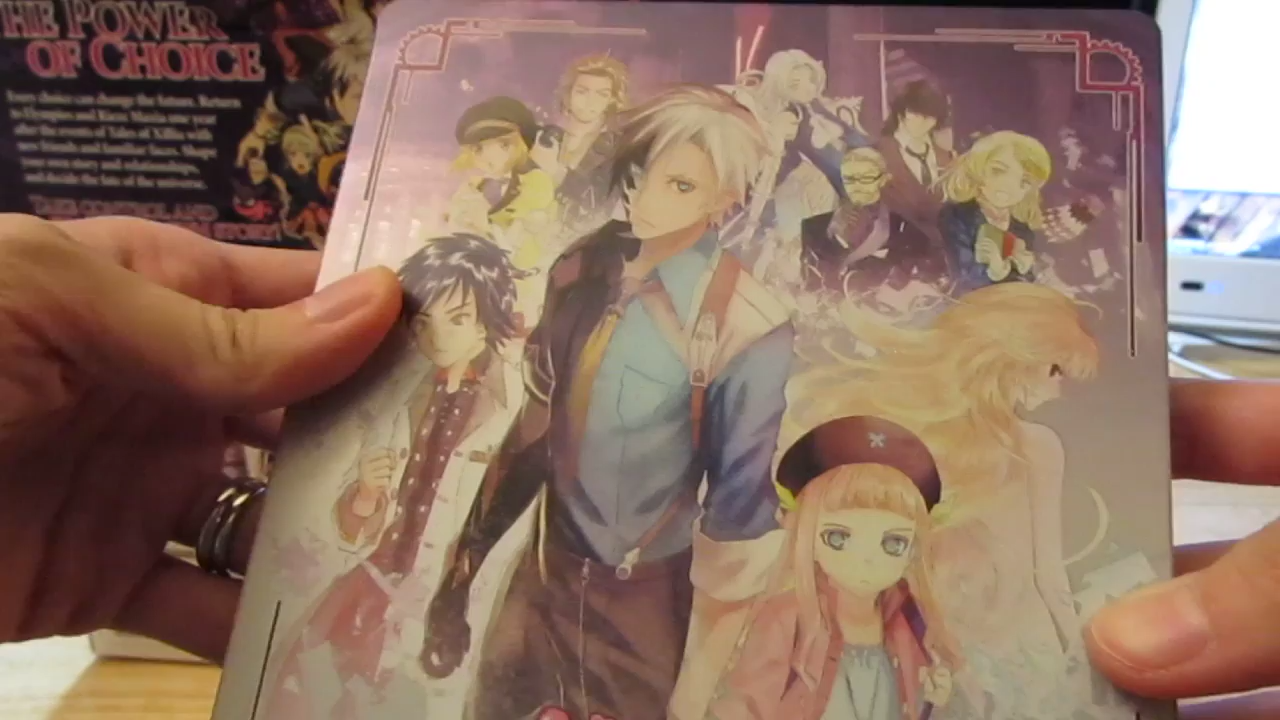 THE POWER
OF CHOICE
Every choice can change the future. Return
to Elympios and Rieze Maxia one year
after the events of Tales of Xillia with
new friends and familiar faces. Shape
your own story and relationships,
and decide the fate of the universe.
TAKE CONTROL AND
STORY!